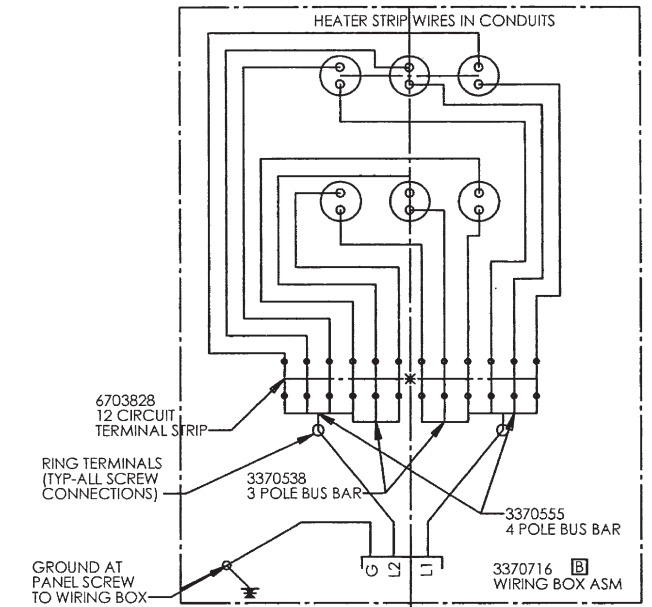 HEATER STRIP WIRES IN CONDUITS
6703828
12 CIRCUIT
TERMINAL STRIP
RING TERMINALS
(TYP-ALL SCREW
CONNECTIONS)
3370538
3 POLE BUS BAR
3370555
4 POLE BUS BAR
GROUND AT
PANEL SCREW
TO WIRING BOX
G
L2
L1
3370716 B
WIRING BOX ASM